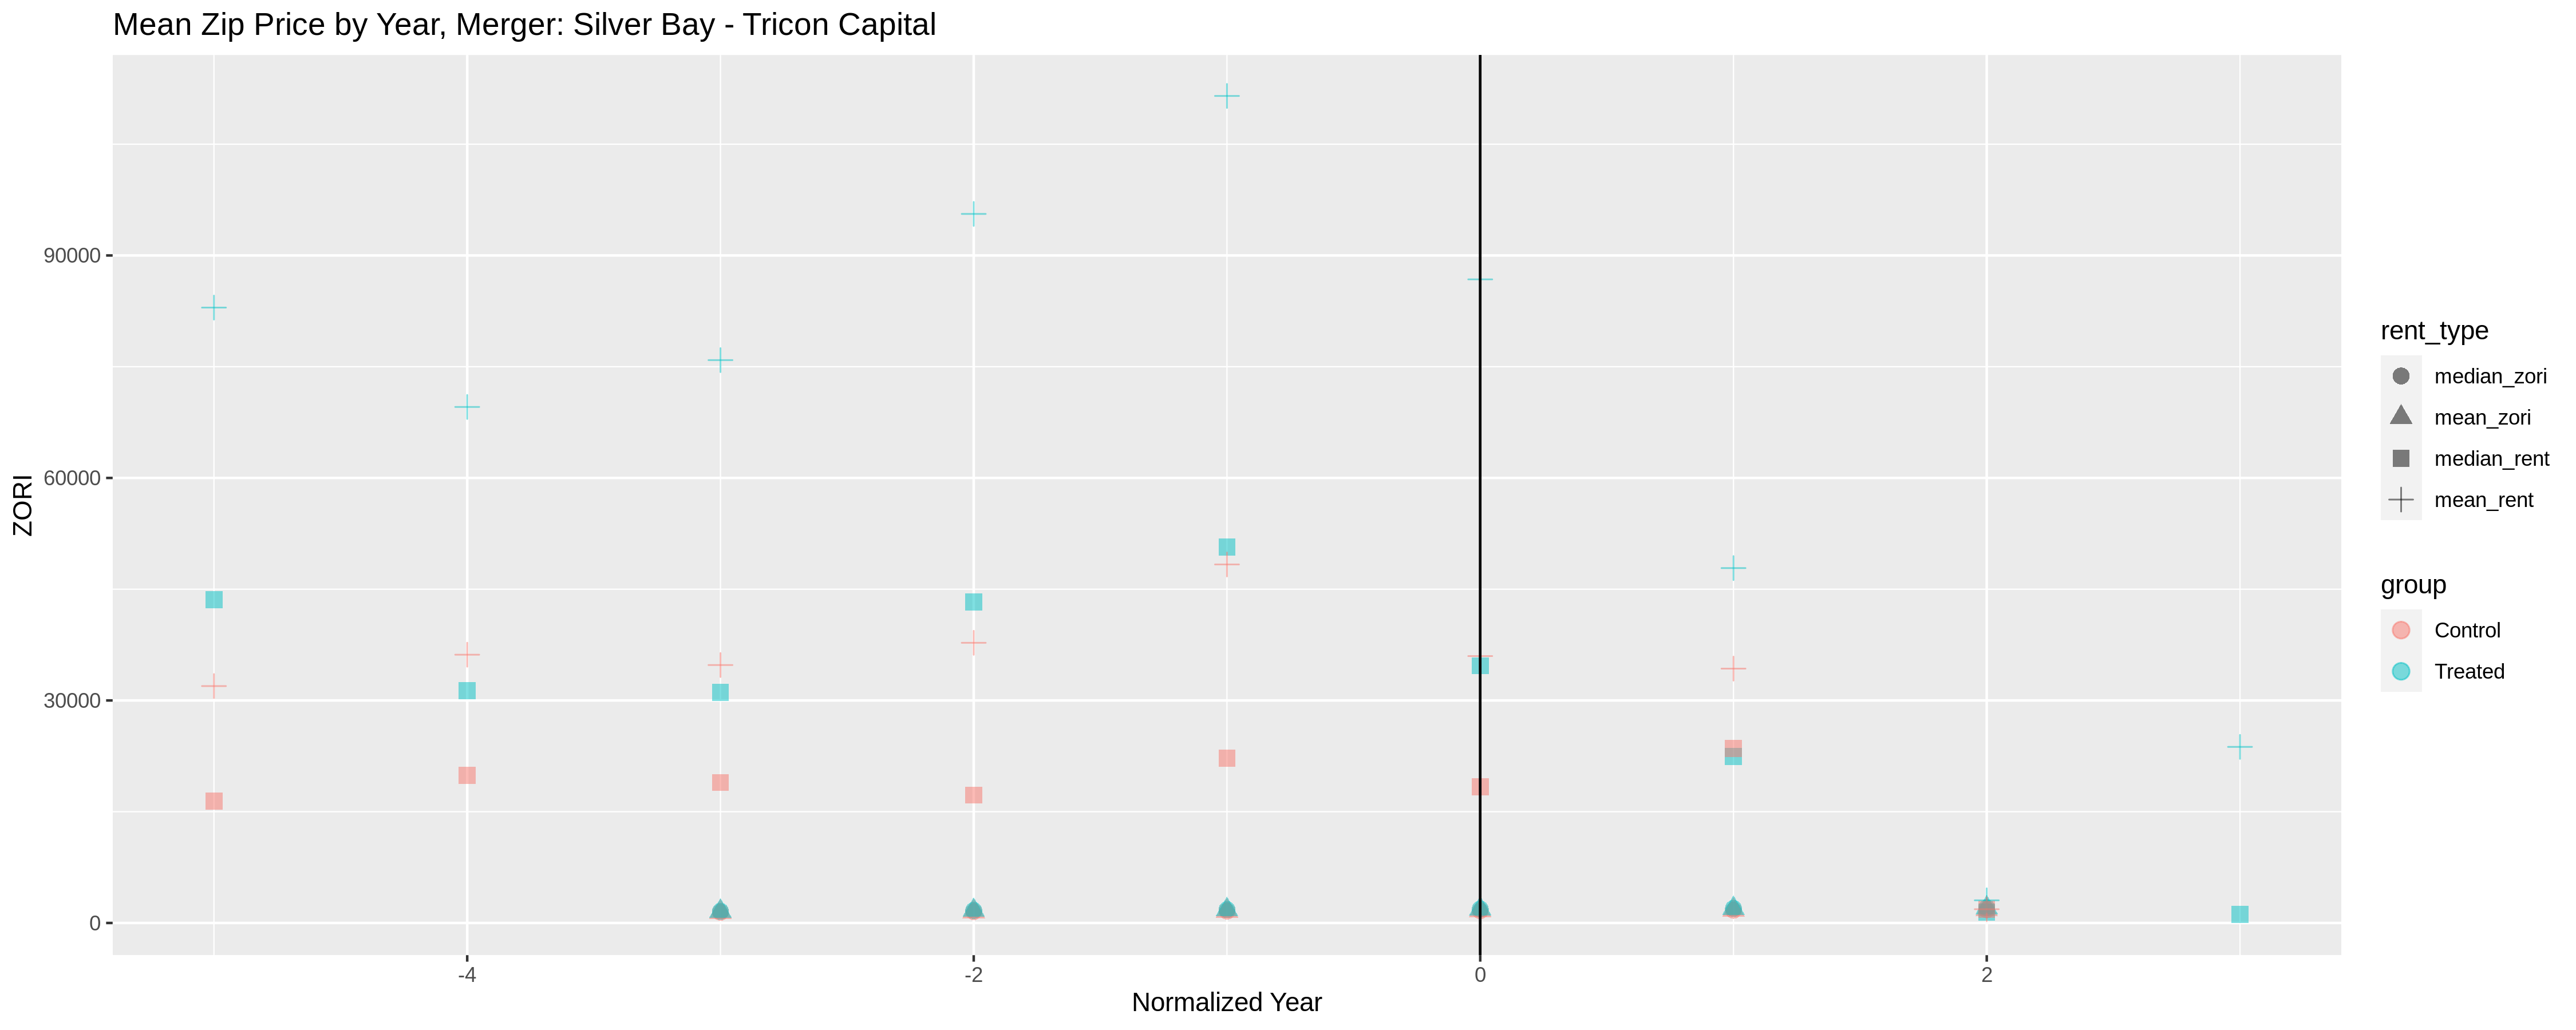 Mean Zip Price by Year, Merger: Silver Bay - Tricon Capital
90000
60000
30000
0
ZORI
-4
-2
0
2
Normalized Year
rent_type
median_zori
mean_zori
median_rent
mean_rent
group
Control
Treated